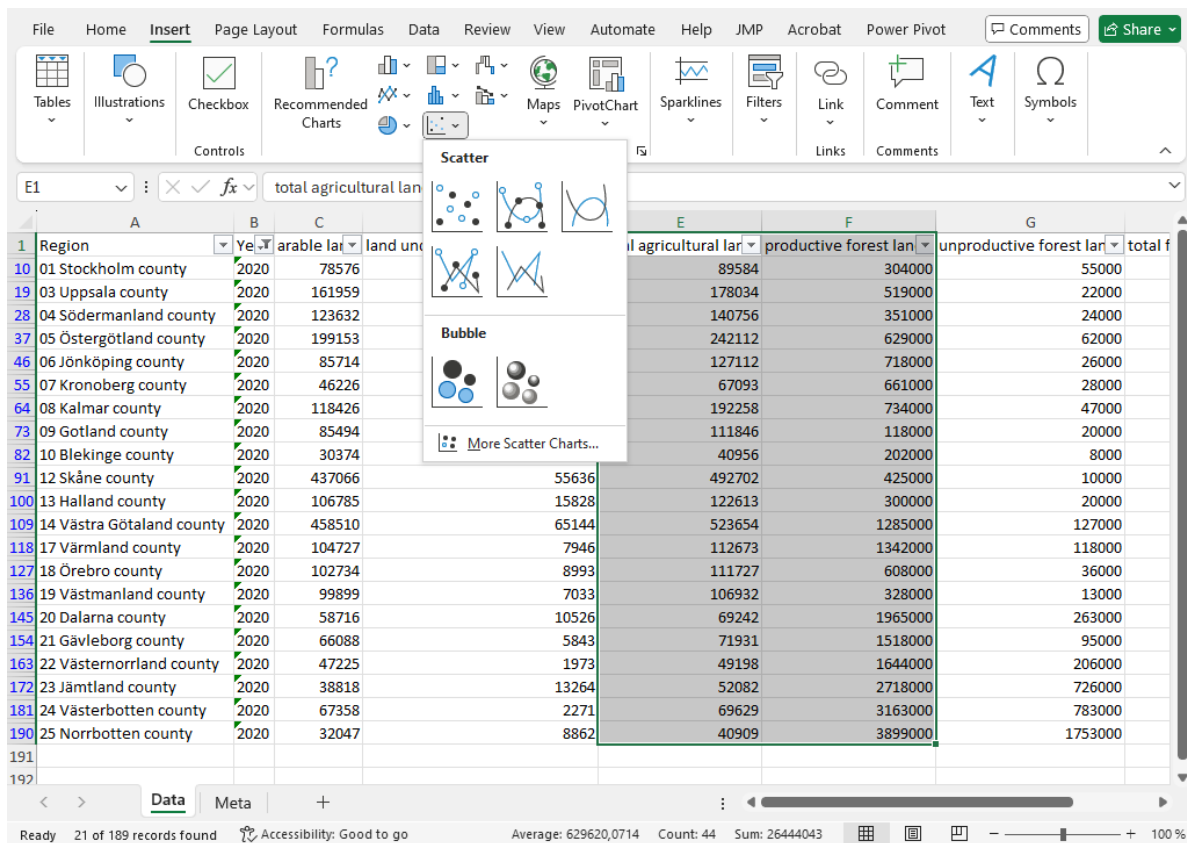 File Home Insert Page Layout Formulas Data Review View Automate Help JMP Acrobat Power Pivot Comments Share
Tables Illustrations Checkbox Recommended Charts Maps PivotChart Sparklines Filters Link Comment Text Symbols
Controls Links Comments
E1 fx total agricultural lan
Scatter
Bubble
More Scatter Charts...
A B C E F G
1 Region Ye arable lar land und l agricultural lar productive forest lan unproductive forest lar total f
10 01 Stockholm county 2020 78576 89584 304000 55000
19 03 Uppsala county 2020 161959 178034 519000 22000
28 04 Södermanland county 2020 123632 140756 351000 24000
37 05 Östergötland county 2020 199153 242112 629000 62000
46 06 Jönköping county 2020 85714 127112 718000 26000
55 07 Kronoberg county 2020 46226 67093 661000 28000
64 08 Kalmar county 2020 118426 192258 734000 47000
73 09 Gotland county 2020 85494 111846 118000 20000
82 10 Blekinge county 2020 30374 40956 202000 8000
91 12 Skåne county 2020 437066 55636 492702 425000 10000
100 13 Halland county 2020 106785 15828 122613 300000 20000
109 14 Västra Götaland county 2020 458510 65144 523654 1285000 127000
118 17 Värmland county 2020 104727 7946 112673 1342000 118000
127 18 Örebro county 2020 102734 8993 111727 608000 36000
136 19 Västmanland county 2020 99899 7033 106932 328000 13000
145 20 Dalarna county 2020 58716 10526 69242 1965000 263000
154 21 Gävleborg county 2020 66088 5843 71931 1518000 95000
163 22 Västernorrland county 2020 47225 1973 49198 1644000 206000
172 23 Jämtland county 2020 38818 13264 52082 2718000 726000
181 24 Västerbotten county 2020 67358 2271 69629 3163000 783000
190 25 Norrbotten county 2020 32047 8862 40909 3899000 1753000
191
192
Data Meta
Ready 21 of 189 records found Accessibility: Good to go Average: 629620,0714 Count: 44 Sum: 26444043 100 %